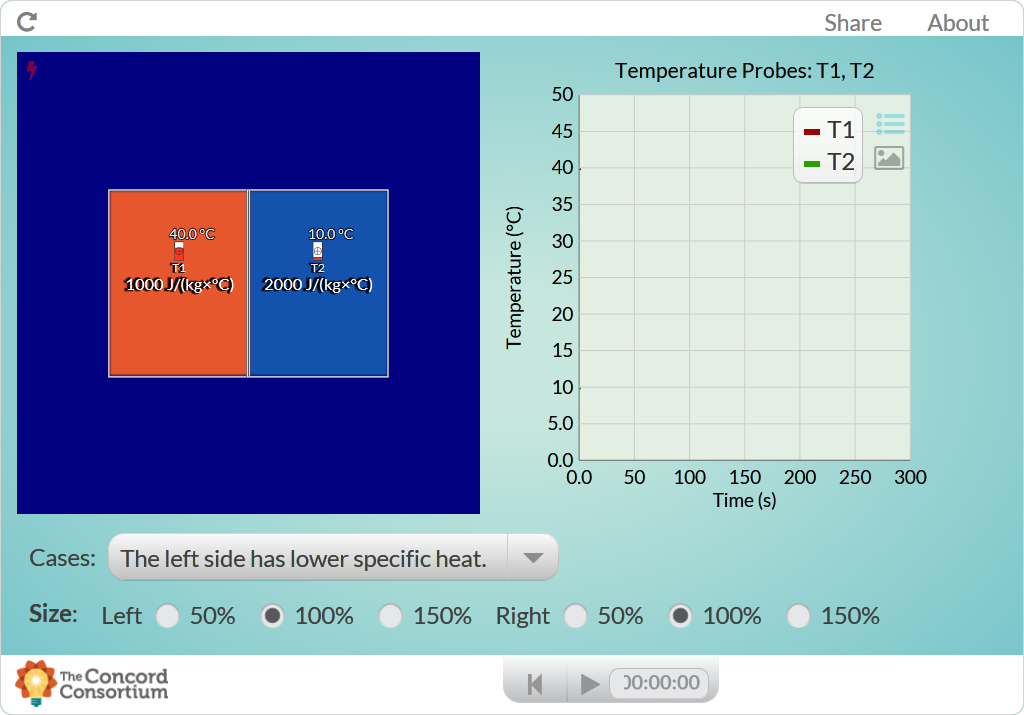 Share About
Temperature Probes: T1, T2
50
45
40
35
30
25
20
15
10
5.0
0.0
Temperature (°C)
T1
T2
0.0 50 100 150 200 250 300
Time (s)
40.0 °C 10.0 °C
T1 T2
1000 J/(kg×°C) 2000 J/(kg×°C)
Cases: The left side has lower specific heat.
Size: Left 50% 100% 150% Right 50% 100% 150%
The Concord
Consortium
00:00:00